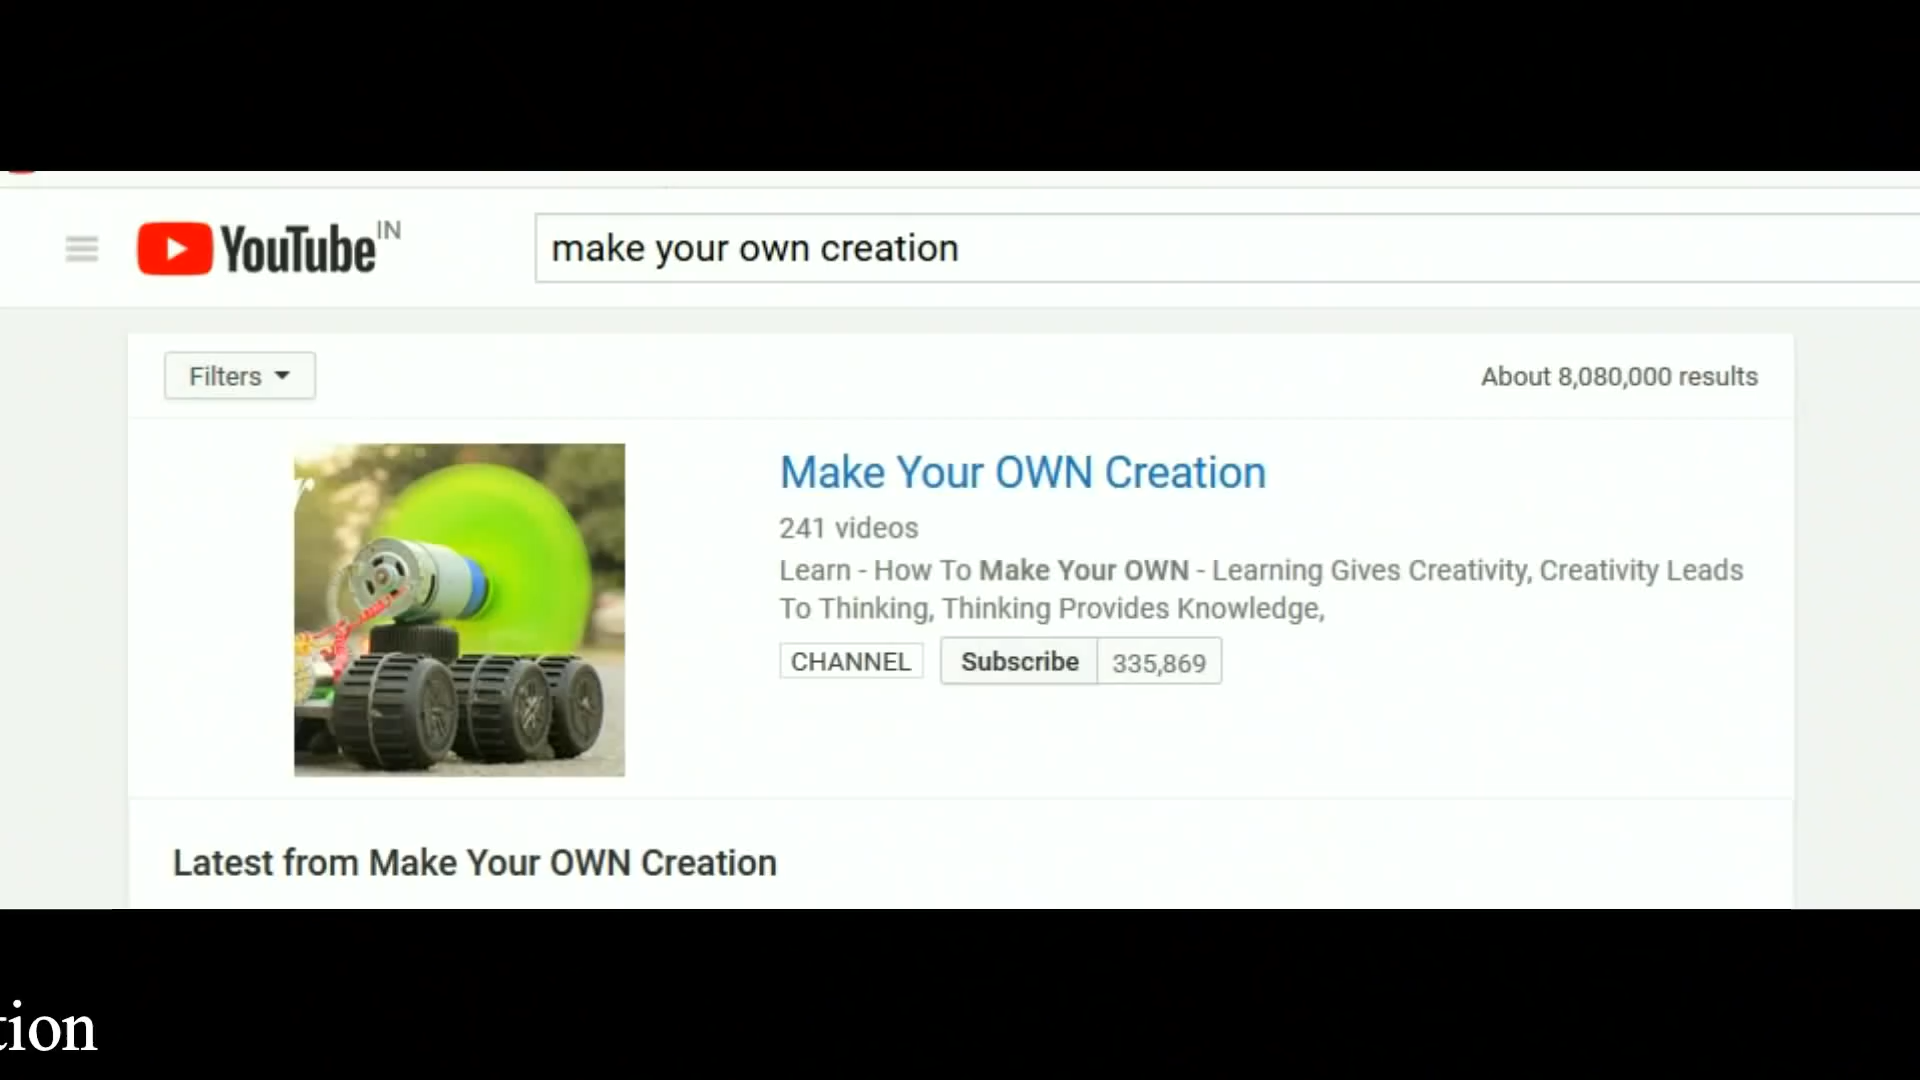 YouTube IN
make your own creation
Filters
About 8,080,000 results
Make Your OWN Creation
241 videos
Learn - How To Make Your OWN - Learning Gives Creativity, Creativity Leads
To Thinking, Thinking Provides Knowledge,
CHANNEL
Subscribe 335,869
Latest from Make Your OWN Creation
tion